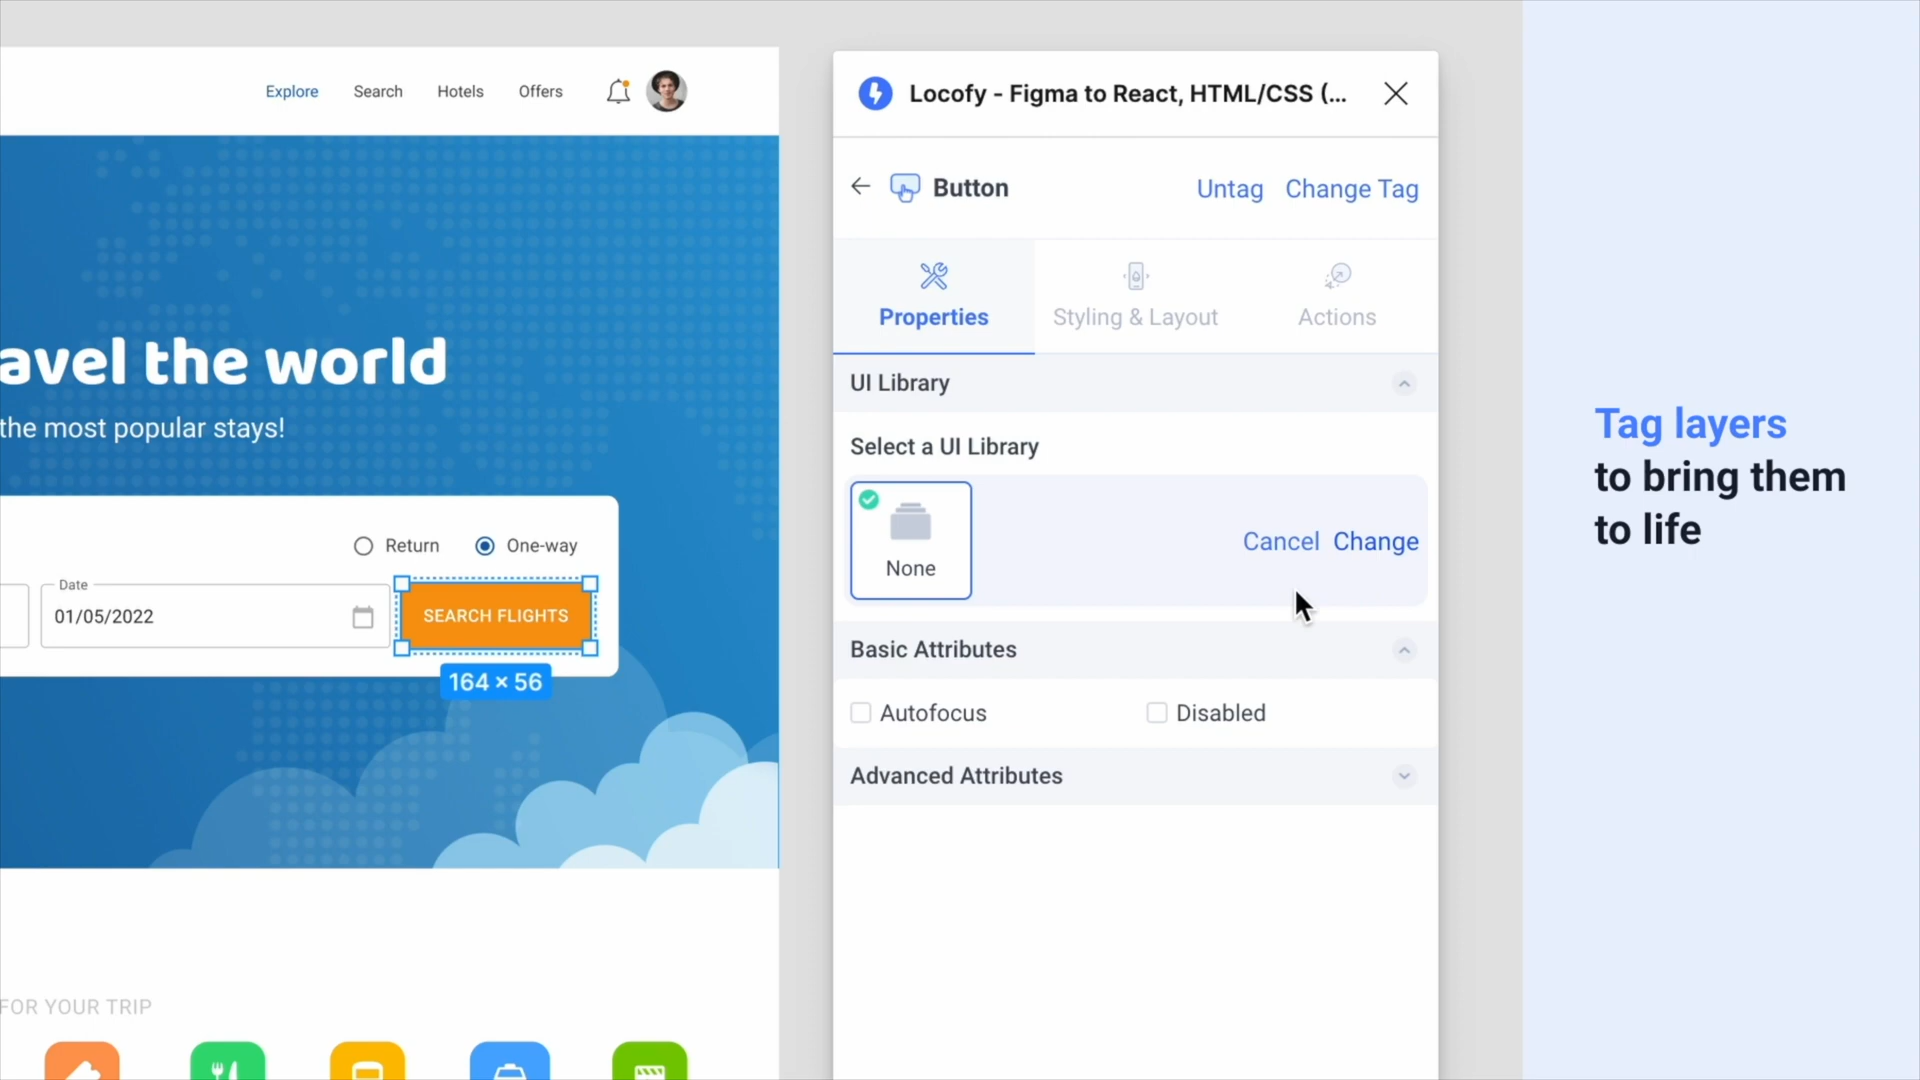 Explore Search Hotels Offers
avel the world
the most popular stays!
Return One-way
Date
01/05/2022
SEARCH FLIGHTS
164 × 56
FOR YOUR TRIP
Locofy - Figma to React, HTML/CSS (...
Button Untag Change Tag
Properties Styling & Layout Actions
UI Library
Select a UI Library
None
Cancel Change
Basic Attributes
Autofocus Disabled
Advanced Attributes
Tag layers
to bring them
to life